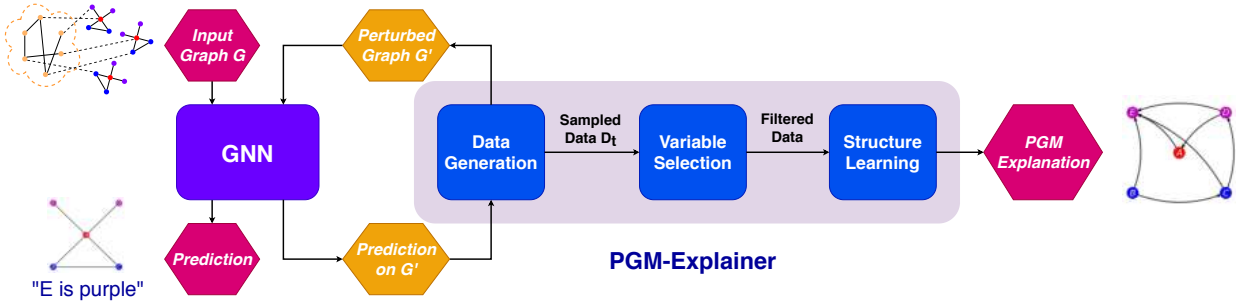 Input
Graph G
Perturbed
Graph G'
GNN
Data
Generation
Sampled
Data Dt
Variable
Selection
Filtered
Data
Structure
Learning
PGM
Explanation
E
D
A
B
C
Prediction
Prediction
on G'
PGM-Explainer
"E is purple"